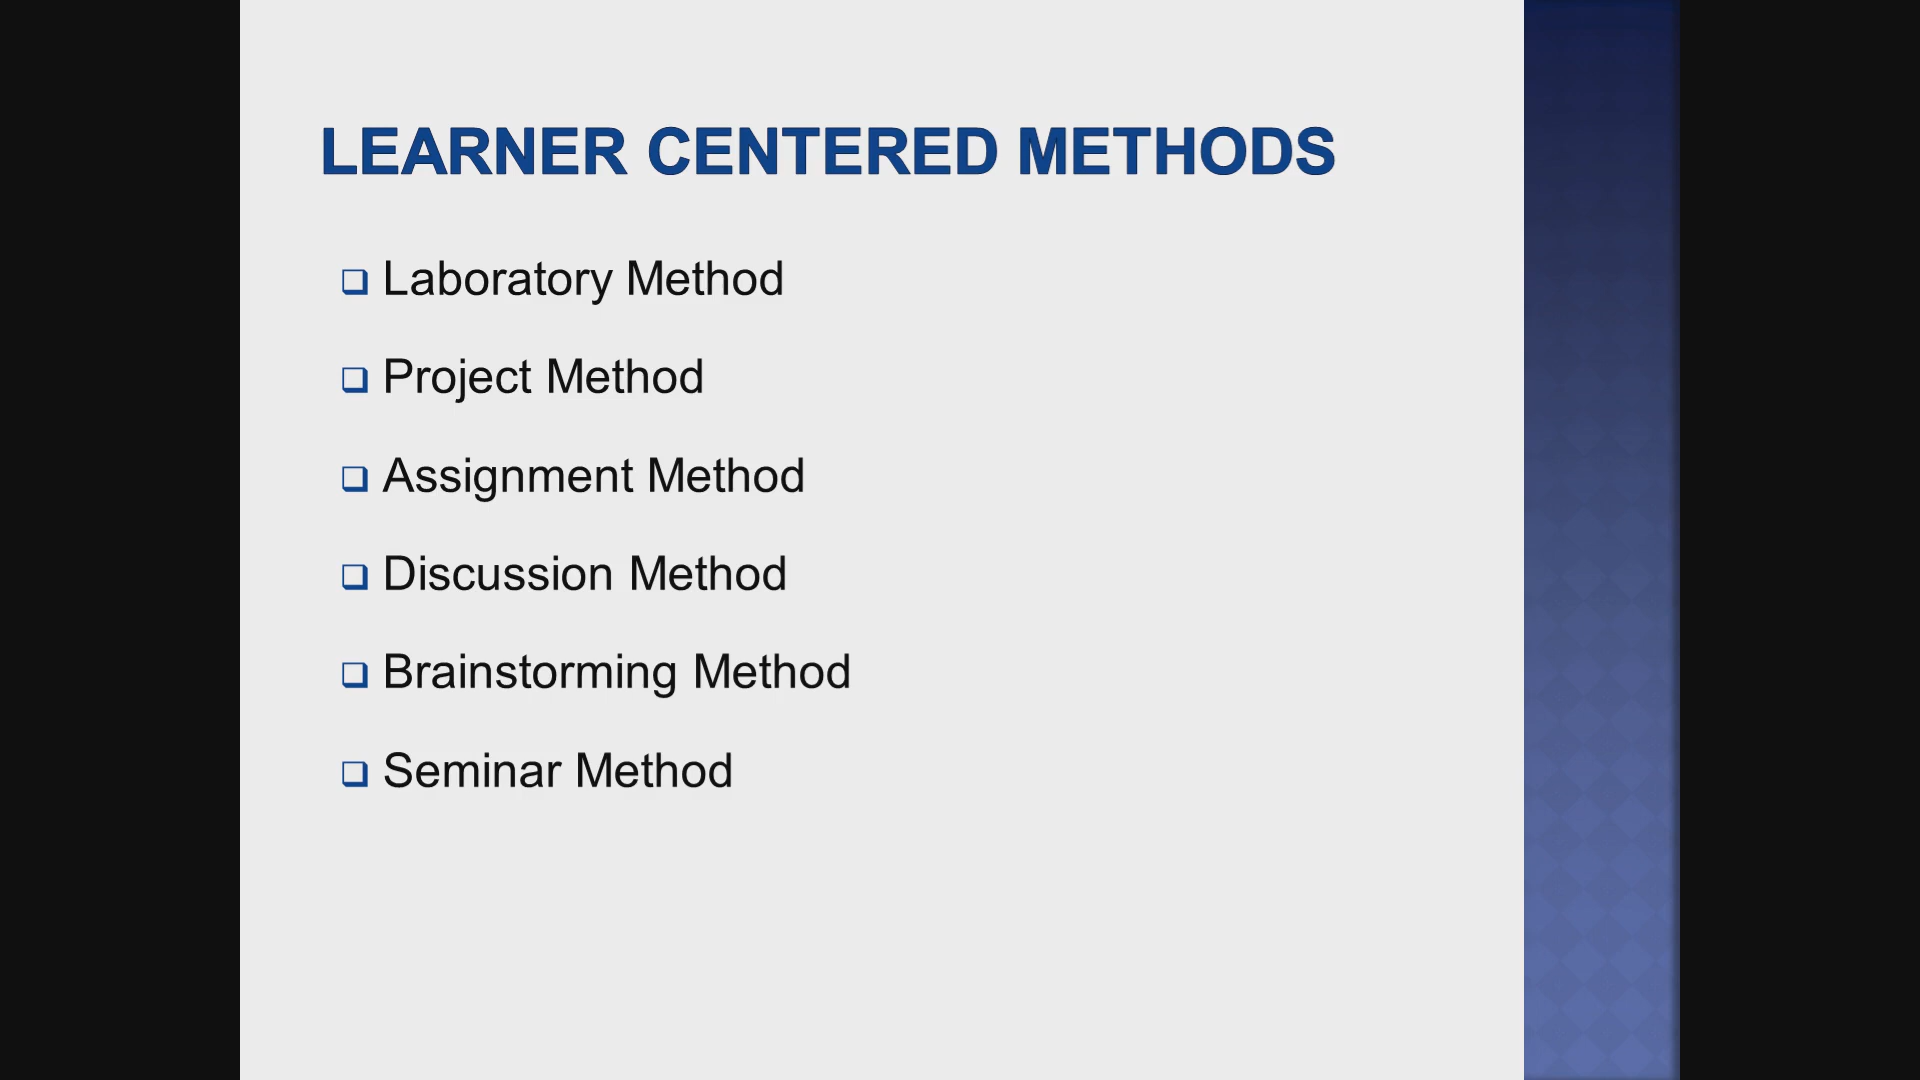 LEARNER CENTERED METHODS
Laboratory Method
Project Method
Assignment Method
Discussion Method
Brainstorming Method
Seminar Method